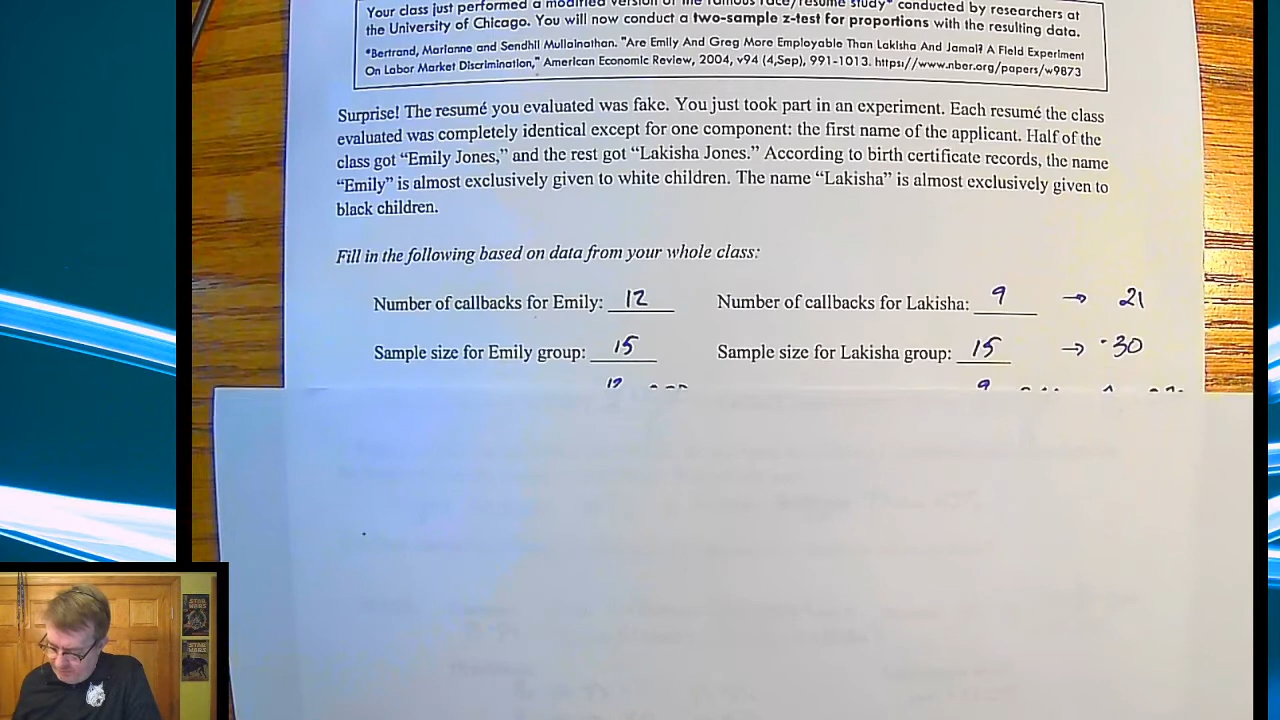 Your class just performed a modified version of the famous race/resume study* conducted by researchers at
the University of Chicago. You will now conduct a two-sample z-test for proportions with the resulting data.
*Bertrand, Marianne and Sendhil Mullainathan. "Are Emily And Greg More Employable Than Lakisha And Jamal? A Field Experiment
On Labor Market Discrimination," American Economic Review, 2004, v94 (4,Sep), 991-1013. https://www.nber.org/papers/w9873
Surprise! The resumé you evaluated was fake. You just took part in an experiment. Each resumé the class
evaluated was completely identical except for one component: the first name of the applicant. Half of the
class got “Emily Jones,” and the rest got “Lakisha Jones.” According to birth certificate records, the name
“Emily” is almost exclusively given to white children. The name “Lakisha” is almost exclusively given to
black children.
Fill in the following based on data from your whole class:
Number of callbacks for Emily: 12 Number of callbacks for Lakisha: 9 → 21
Sample size for Emily group: 15 Sample size for Lakisha group: 15 → 30
12 9
STAR WARS
STAR WARS